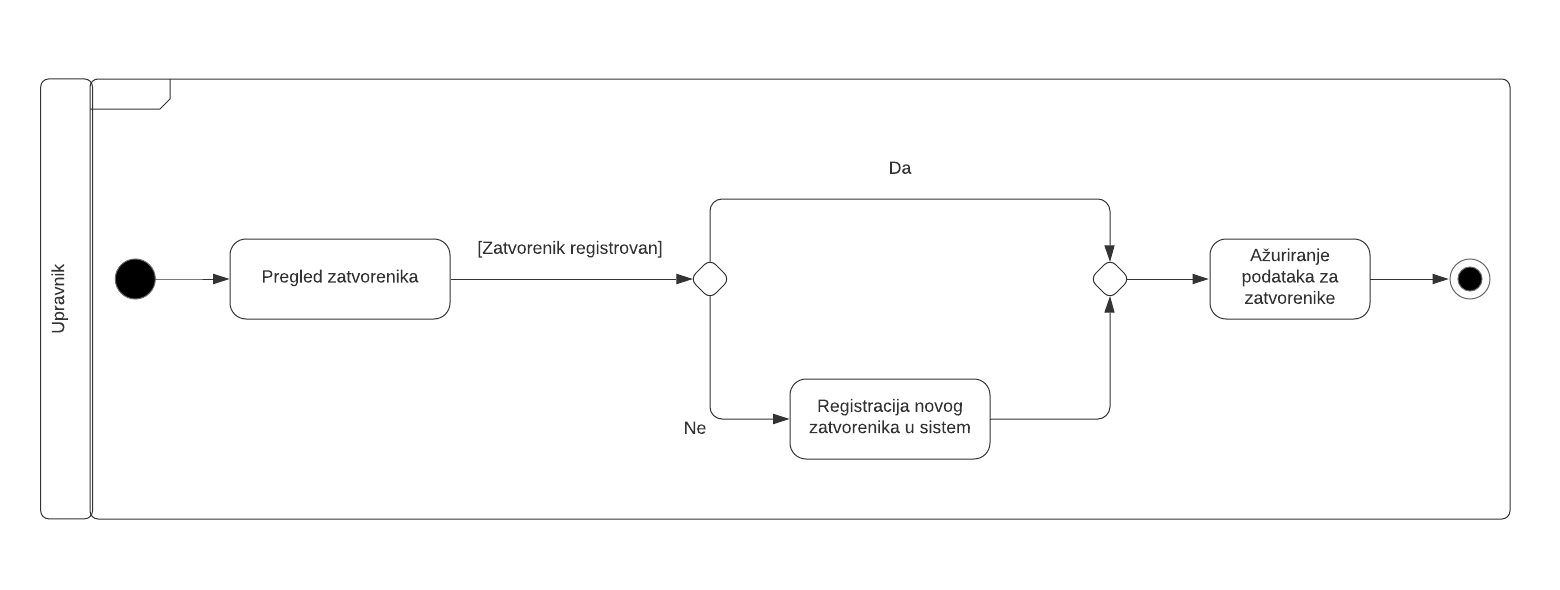 Upravnik
Pregled zatvorenika
[Zatvorenik registrovan]
Da
Ne
Registracija novog
zatvorenika u sistem
Ažuriranje
podataka za
zatvorenike